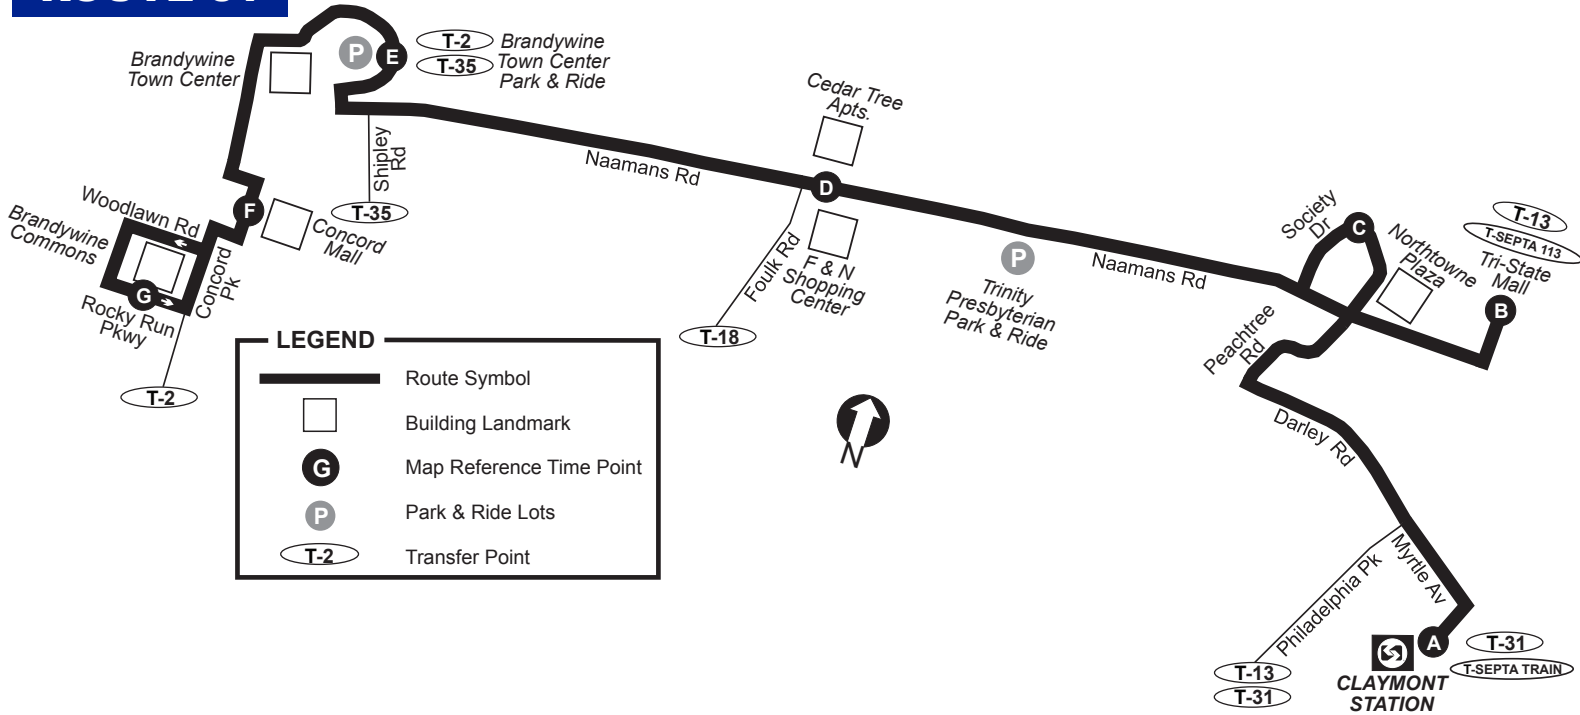 Brandywine
Town Center
P
E
T-2
T-35
Brandywine
Town Center
Park & Ride
Cedar Tree
Apts.
Shipley
Rd
T-35
Naamans Rd
D
Woodlawn Rd
Brandywine
Commons
F
Concord
Mall
Concord
Pk
G
Rocky Run
Pkwy
T-2
Foulk Rd
T-18
F & N
Shopping
Center
P
Trinity
Presbyterian
Park & Ride
Naamans Rd
Society
Dr
C
Northtowne
Plaza
T-13
T-SEPTA 113
Tri-State
Mall
B
Peachtree
Rd
Darley Rd
Myrtle Av
Philadelphia Pk
T-13
T-31
A
T-31
T-SEPTA TRAIN
CLAYMONT
STATION
N
LEGEND
Route Symbol
Building Landmark
G Map Reference Time Point
P Park & Ride Lots
T-2 Transfer Point